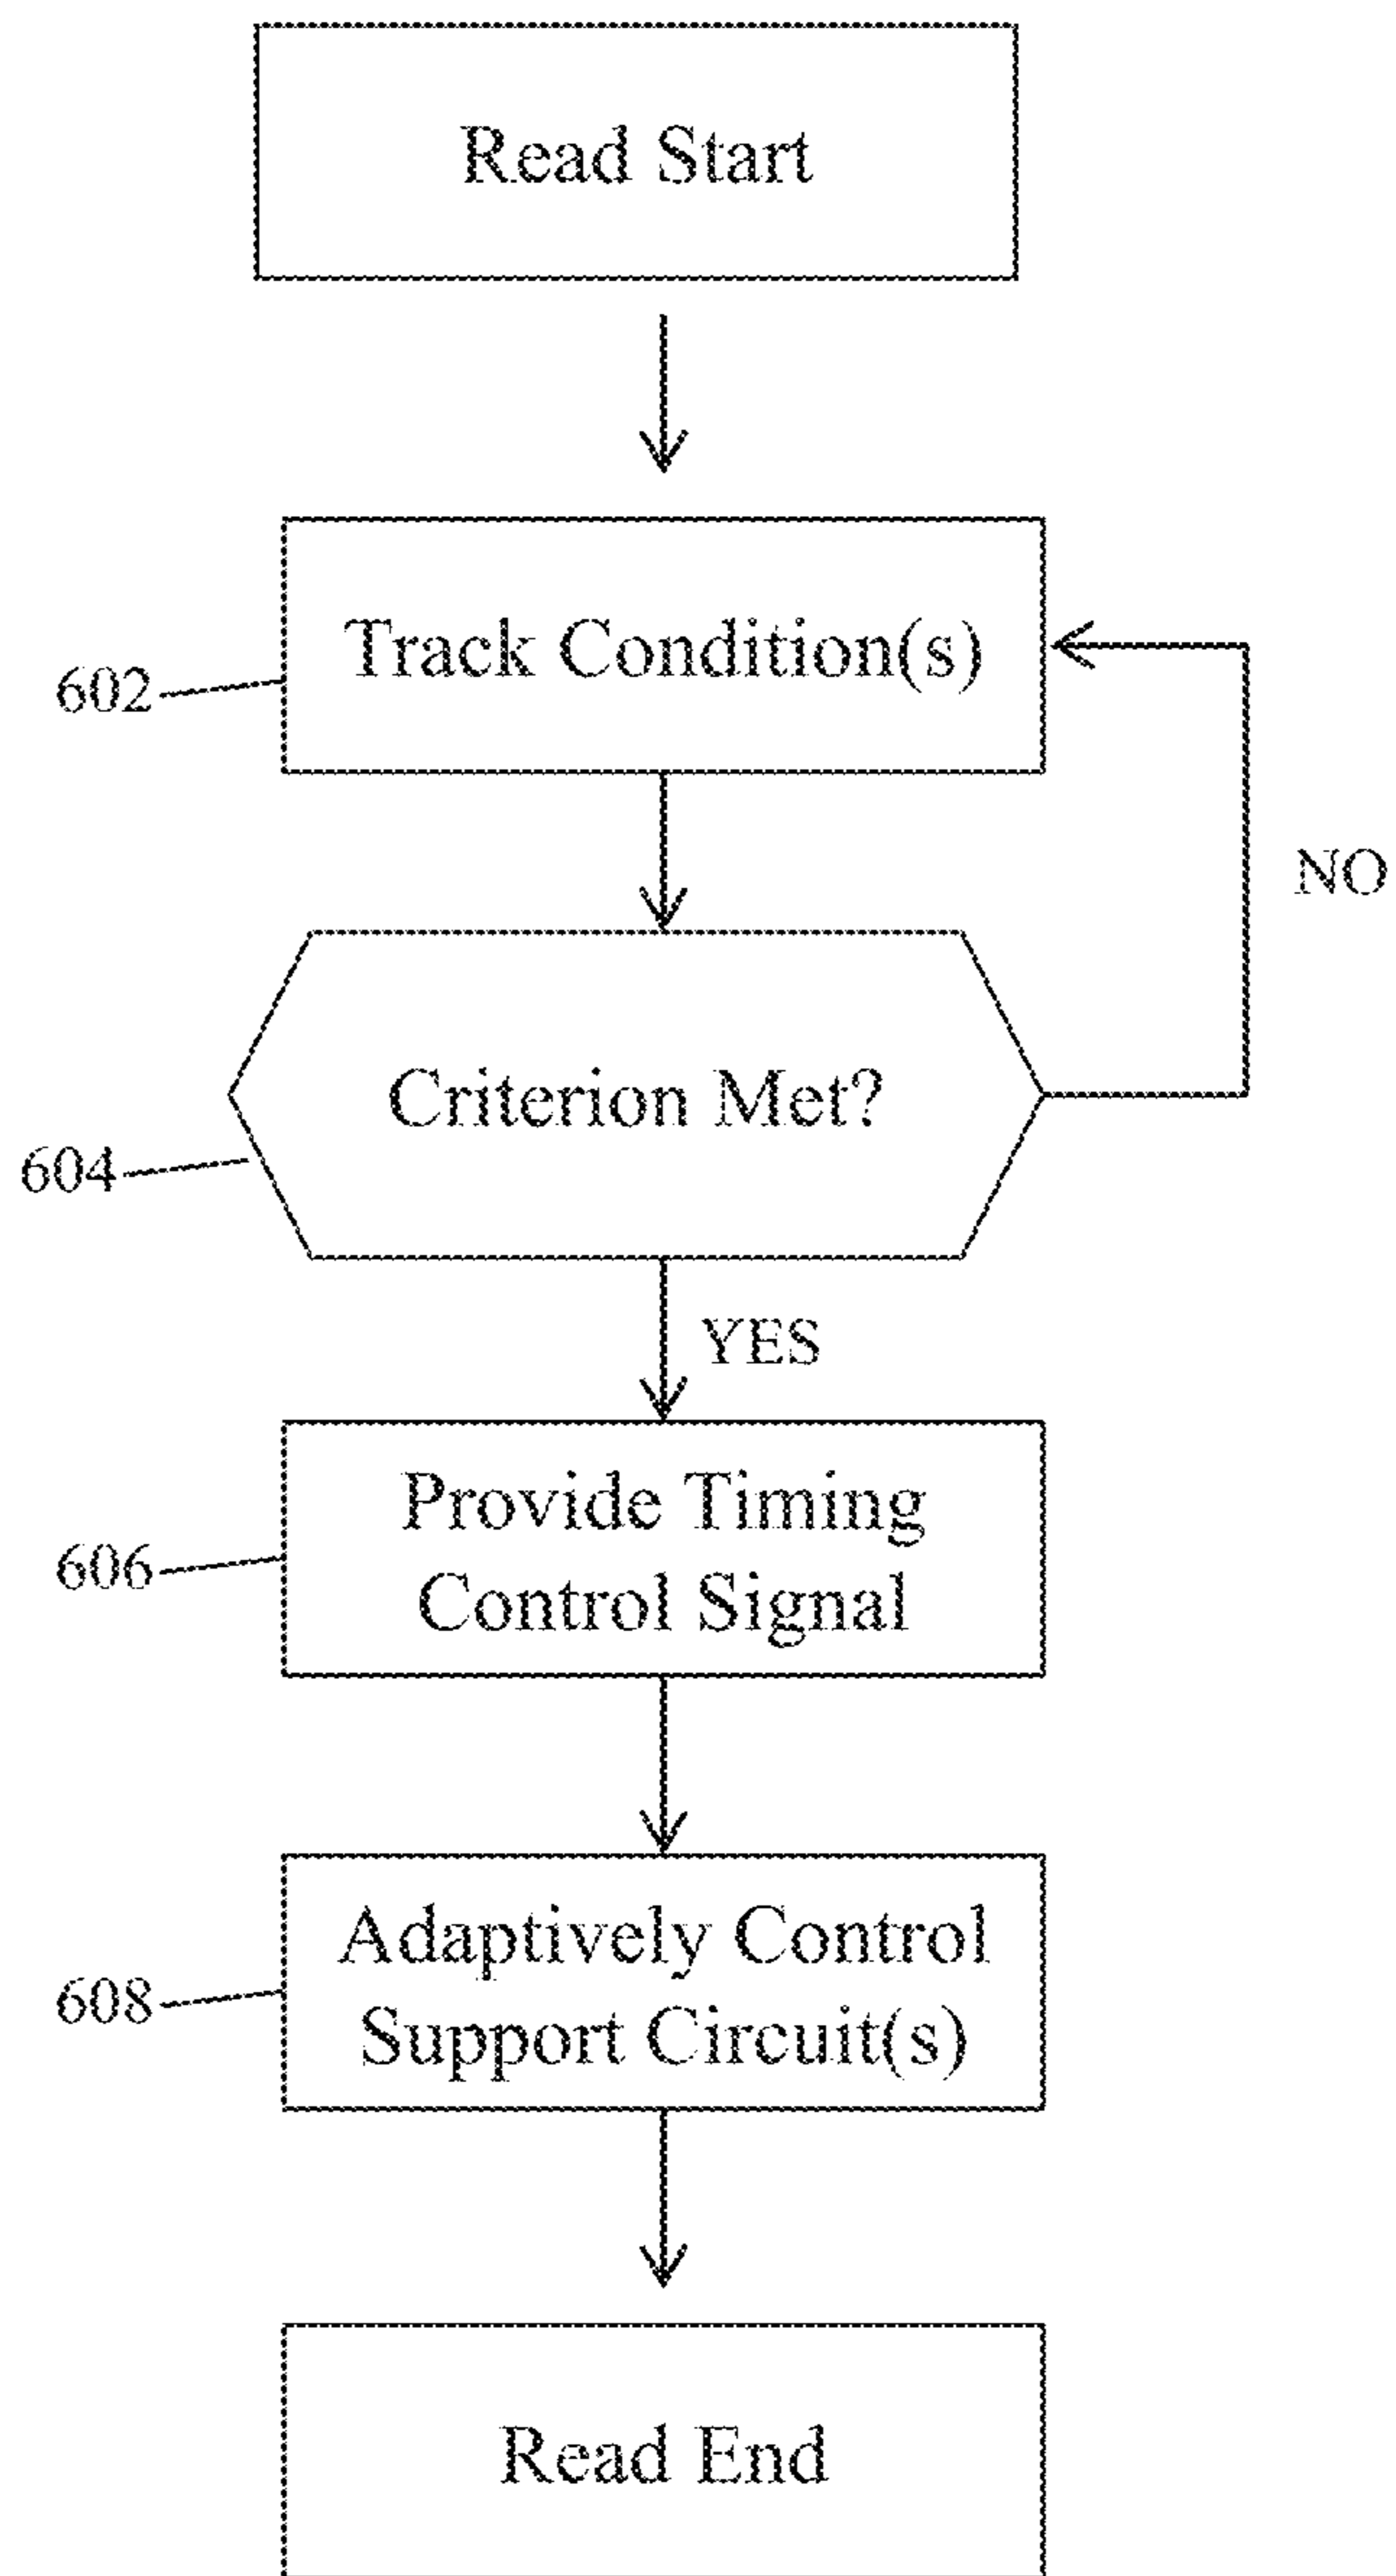 Read Start
Track Condition(s)
602
NO
Criterion Met?
604
YES
Provide Timing
Control Signal
606
Adaptively Control
Support Circuit(s)
608
Read End